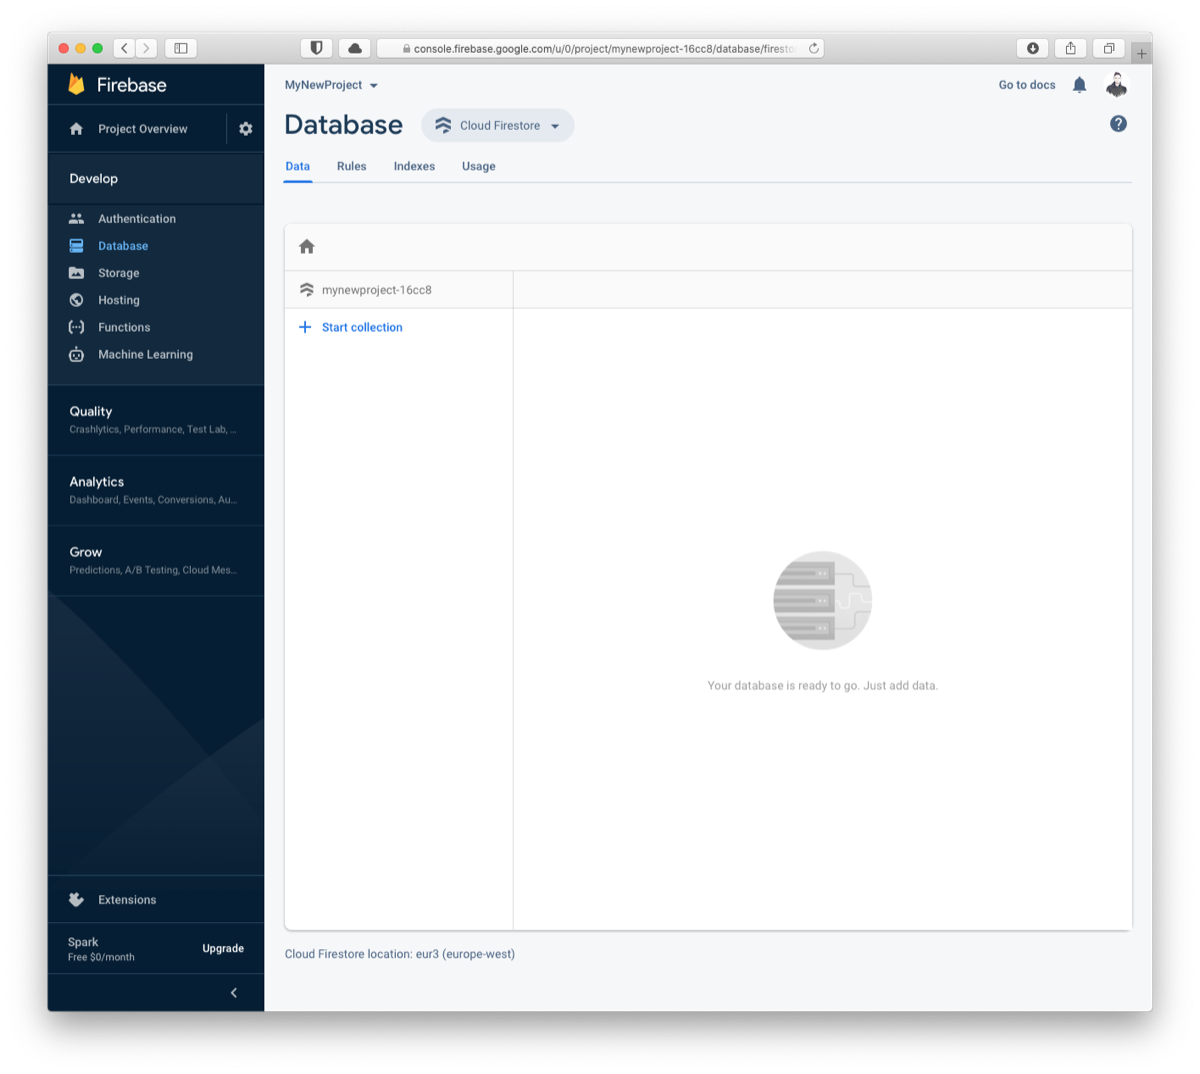 console.firebase.google.com/u/0/project/mynewproject-16cc8/database/firesto
Firebase
Project Overview
Develop
Authentication
Database
Storage
Hosting
Functions
Machine Learning
Quality
Crashlytics, Performance, Test Lab, ...
Analytics
Dashboard, Events, Conversions, Au...
Grow
Predictions, A/B Testing, Cloud Mes...
Extensions
Spark
Free $0/month
Upgrade
MyNewProject
Go to docs
Database
Cloud Firestore
Data Rules Indexes Usage
mynewproject-16cc8
Start collection
Your database is ready to go. Just add data.
Cloud Firestore location: eur3 (europe-west)